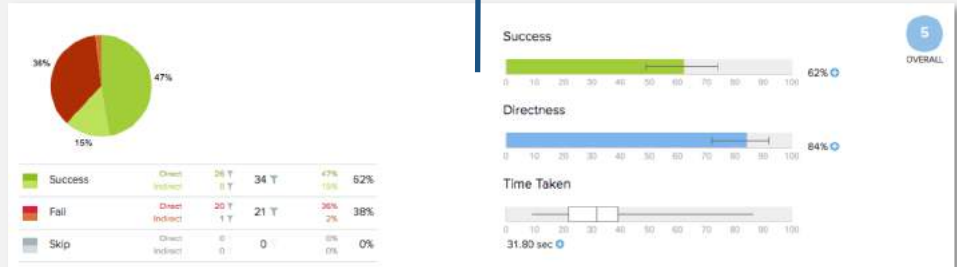 36%
47%
15%
Success Direct 26 34 47% 62%
Indirect 8 15%
Fail Direct 20 21 36% 38%
Indirect 1 2%
Skip Direct 0 0 0% 0%
Indirect 0 0%
Success
0 10 20 30 40 50 60 70 80 90 100
62%
Directness
0 10 20 30 40 50 60 70 80 90 100
84%
Time Taken
0 10 20 30 40 50 60 70 80 90 100
31.80 sec
5
OVERALL